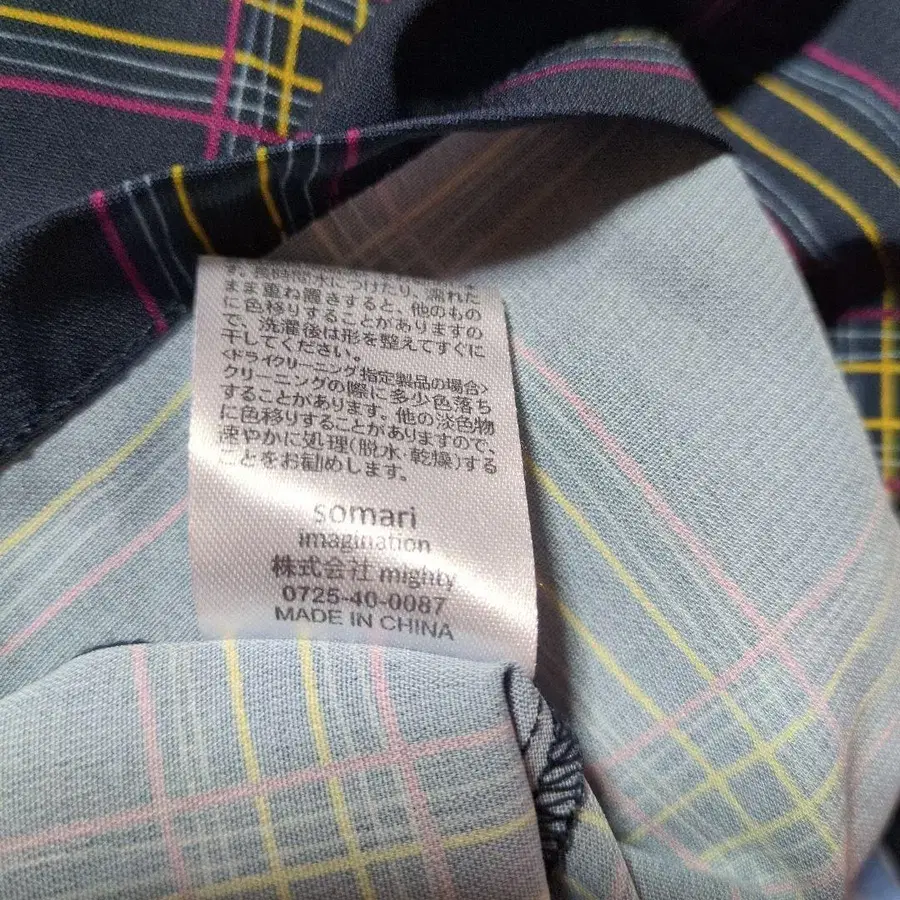 す。長時間水につけたり、濡れた
まま重ね置きすると、他のもの
に色移りすることがありますの
で、洗濯後は形を整えてすぐに
干してください。
<ドライクリーニング指定製品の場合>
クリーニングの際に多少色落ち
することがあります。他の淡色物
に色移りすることがありますので、
速やかに処理(脱水・乾燥)する
ことをお勧めします。
somari
imagination
株式会社 mighty
0725-40-0087
MADE IN CHINA